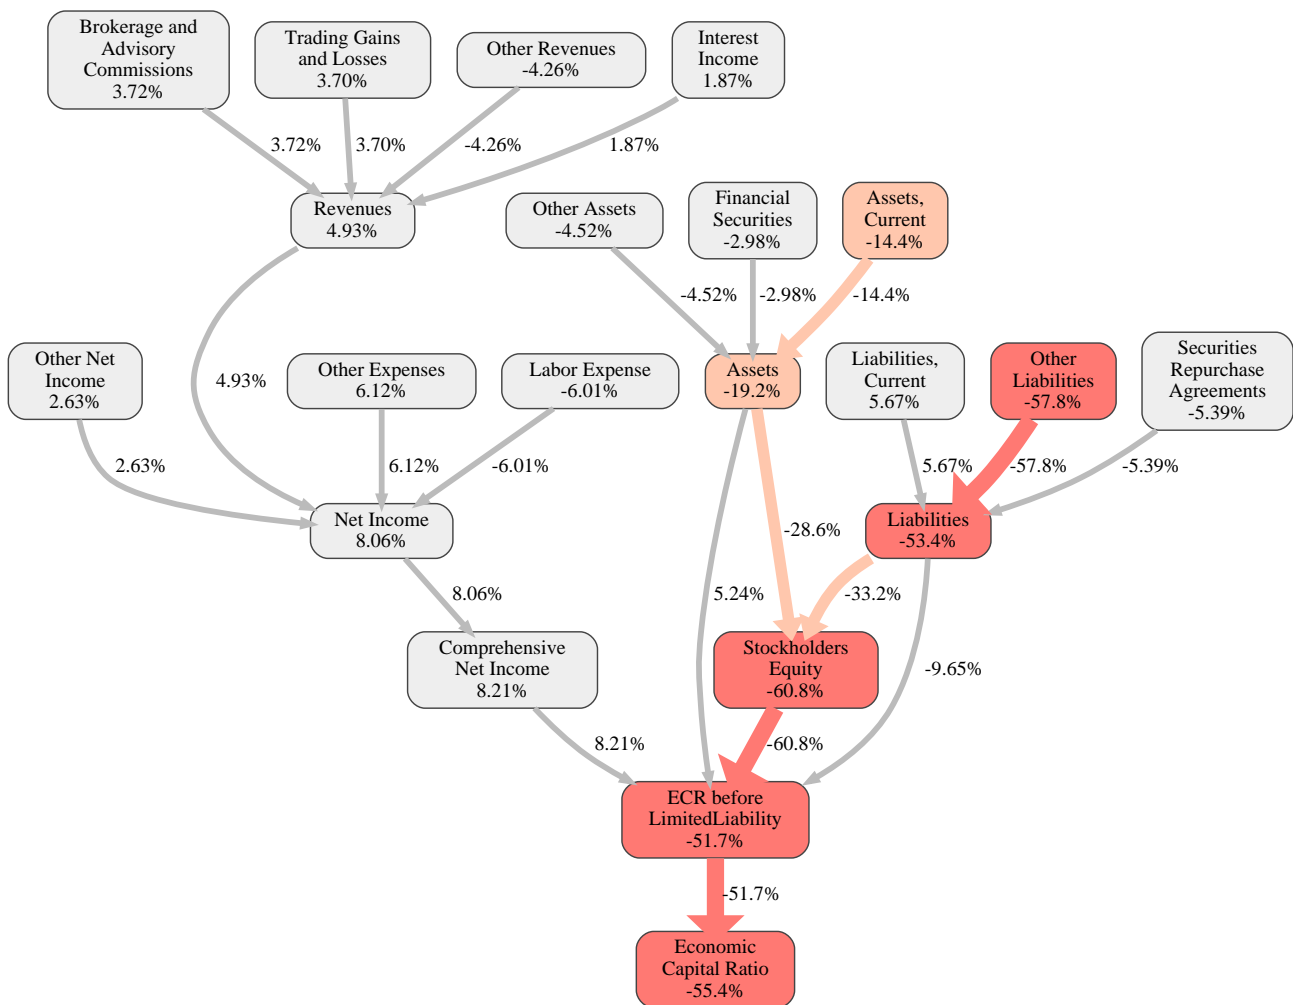 Brokerage and
Advisory
Commissions
3.72%
Trading Gains
and Losses
3.70%
Other Revenues
-4.26%
Interest
Income
1.87%
3.72%
3.70%
-4.26%
1.87%
Revenues
4.93%
Other Assets
-4.52%
Financial
Securities
-2.98%
Assets,
Current
-14.4%
-4.52%
-2.98%
-14.4%
Other Net
Income
2.63%
4.93%
Other Expenses
6.12%
Labor Expense
-6.01%
Assets
-19.2%
Liabilities,
Current
5.67%
Other
Liabilities
-57.8%
Securities
Repurchase
Agreements
-5.39%
2.63%
6.12%
-6.01%
5.67%
-57.8%
-5.39%
Net Income
8.06%
-28.6%
Liabilities
-53.4%
8.06%
5.24%
-33.2%
Comprehensive
Net Income
8.21%
Stockholders
Equity
-60.8%
-9.65%
8.21%
-60.8%
ECR before
LimitedLiability
-51.7%
-51.7%
Economic
Capital Ratio
-55.4%